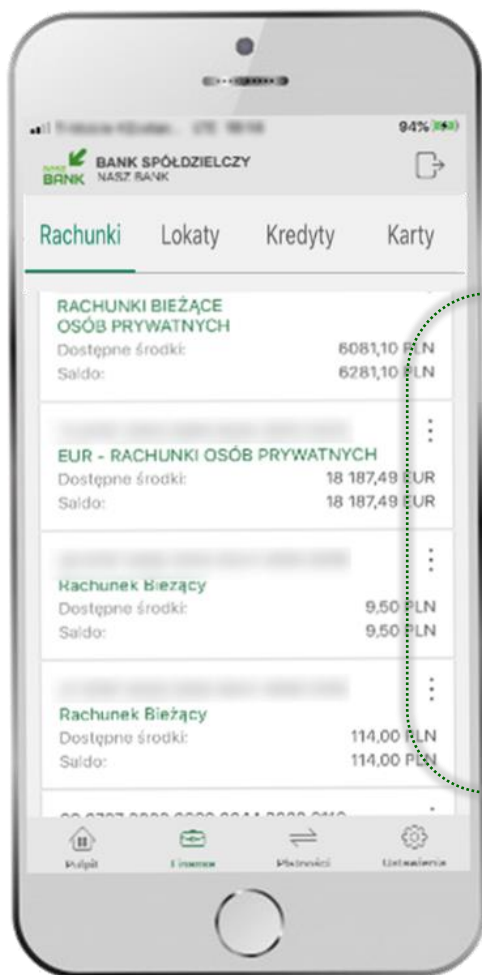 94%
NASZ
BANK
BANK SPÓŁDZIELCZY
NASZ BANK
Rachunki Lokaty Kredyty Karty
RACHUNKI BIEŻĄCE
OSÓB PRYWATNYCH
Dostępne środki: 6081,10 PLN
Saldo: 6281,10 PLN
EUR - RACHUNKI OSÓB PRYWATNYCH
Dostępne środki: 18 187,49 EUR
Saldo: 18 187,49 EUR
Rachunek Bieżący
Dostępne środki: 9,50 PLN
Saldo: 9,50 PLN
Rachunek Bieżący
Dostępne środki: 114,00 PLN
Saldo: 114,00 PLN
Pulpit Finanse Płatności Ustawienia